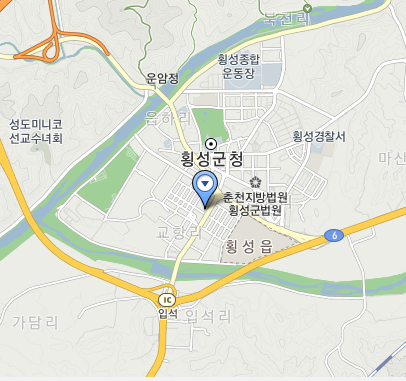 북천리
횡성종합
운동장
운암정
읍하리
성도미니코
선교수녀회
횡성경찰서
횡성군청
마산
춘천지방법원
횡성군법원
교항리
횡성읍
6
IC
입석
입석리
가담리